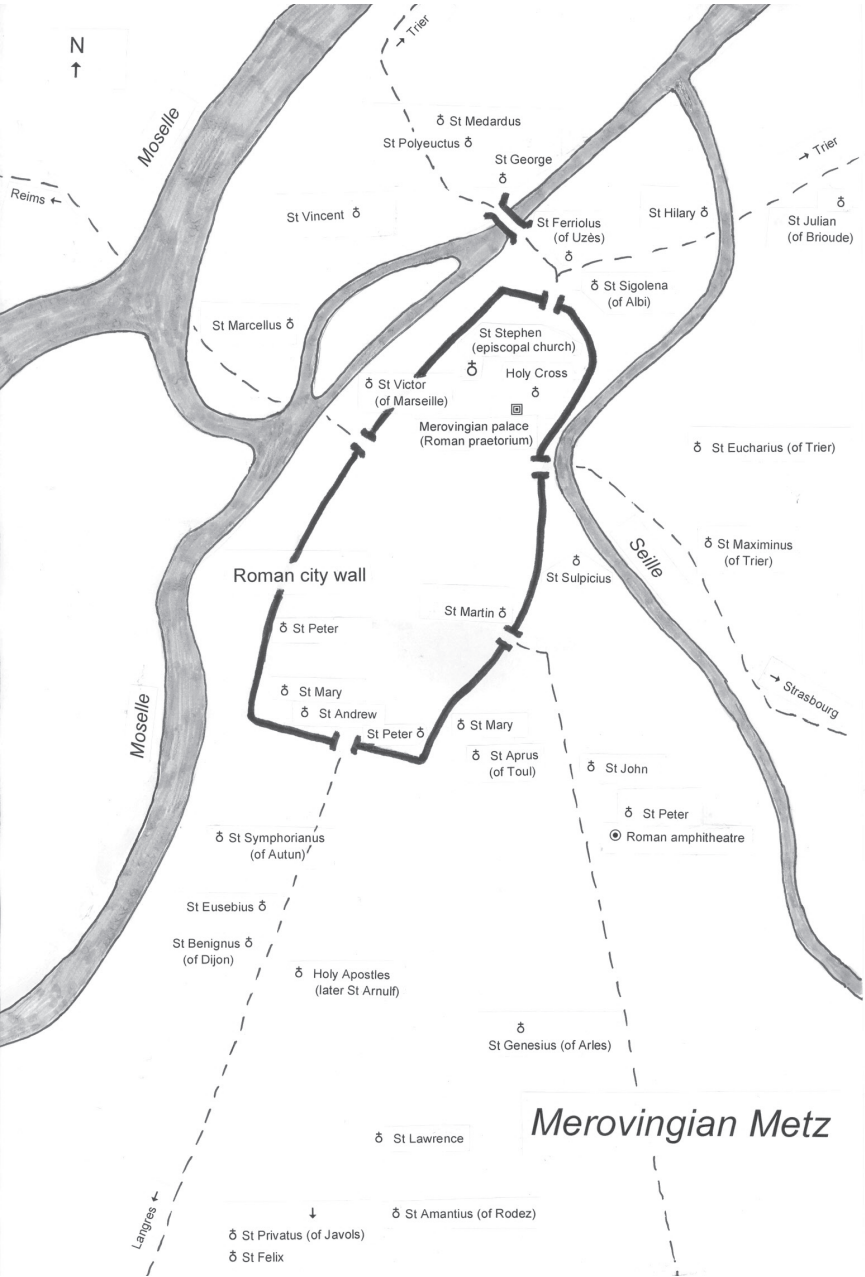 → Trier
N
↑
St Medardus
Moselle
St Polyeuctus
St George
→ Trier
Reims ←
St Vincent
St Ferriolus
(of Uzès)
St Hilary
St Julian
(of Brioude)
St Sigolena
(of Albi)
St Marcellus
St Stephen
(episcopal church)
Holy Cross
St Victor
(of Marseille)
Merovingian palace
(Roman praetorium)
St Eucharius (of Trier)
St Maximinus
(of Trier)
Seille
Roman city wall
St Sulpicius
St Martin
St Peter
→ Strasbourg
St Mary
St Andrew
Moselle
St Peter
St Mary
St Aprus
(of Toul)
St John
St Peter
Roman amphitheatre
St Symphorianus
(of Autun)
St Eusebius
St Benignus
(of Dijon)
Holy Apostles
(later St Arnulf)
St Genesius (of Arles)
Merovingian Metz
St Lawrence
Langres ←
↓
St Amantius (of Rodez)
St Privatus (of Javols)
St Felix